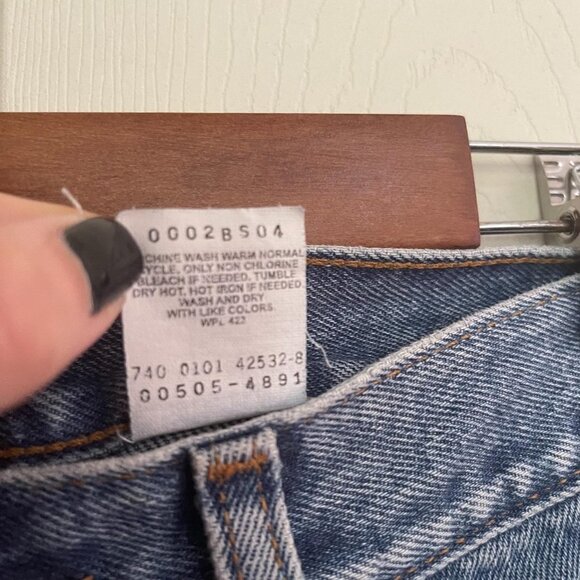 0002BS04
CHINE WASH WARM NORMAL
YCLE. ONLY NON CHLORINE
BLEACH IF NEEDED. TUMBLE
DRY HOT. HOT IRON IF NEEDED.
WASH AND DRY
WITH LIKE COLORS.
WPL 423
740 0101 42532-8
00505-4891